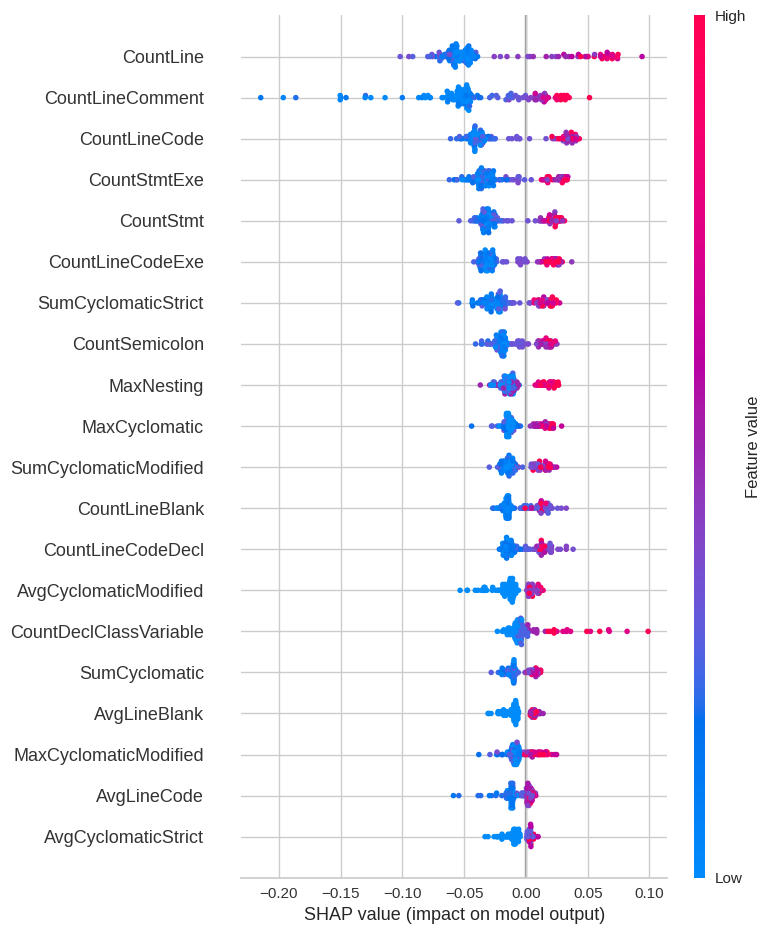 High
CountLine
CountLineComment
CountLineCode
CountStmtExe
CountStmt
CountLineCodeExe
SumCyclomaticStrict
CountSemicolon
MaxNesting
MaxCyclomatic
SumCyclomaticModified
CountLineBlank
CountLineCodeDecl
AvgCyclomaticModified
CountDeclClassVariable
SumCyclomatic
AvgLineBlank
MaxCyclomaticModified
AvgLineCode
AvgCyclomaticStrict
Feature value
Low
−0.20 −0.15 −0.10 −0.05 0.00 0.05 0.10
SHAP value (impact on model output)